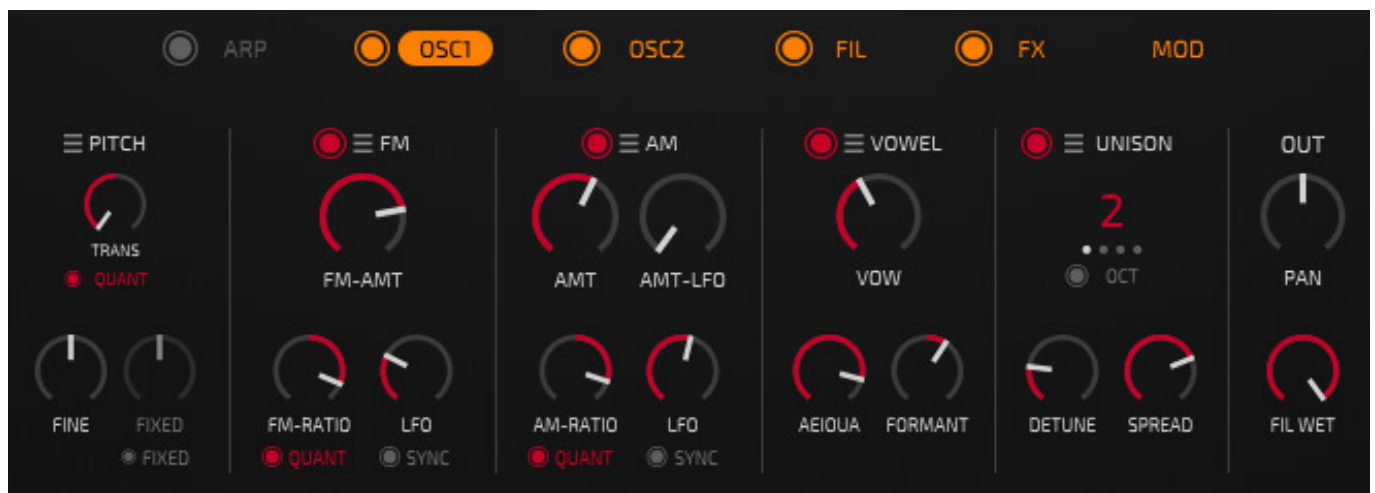 ARP OSC1 OSC2 FIL FX MOD
PITCH FM AM VOWEL UNISON OUT
2
TRANS
QUANT FM-AMT AMT AMT-LFO VOW OCT PAN
FINE FIXED FM-RATIO LFO AM-RATIO LFO AEIOUA FORMANT DETUNE SPREAD FIL WET
FIXED QUANT SYNC QUANT SYNC